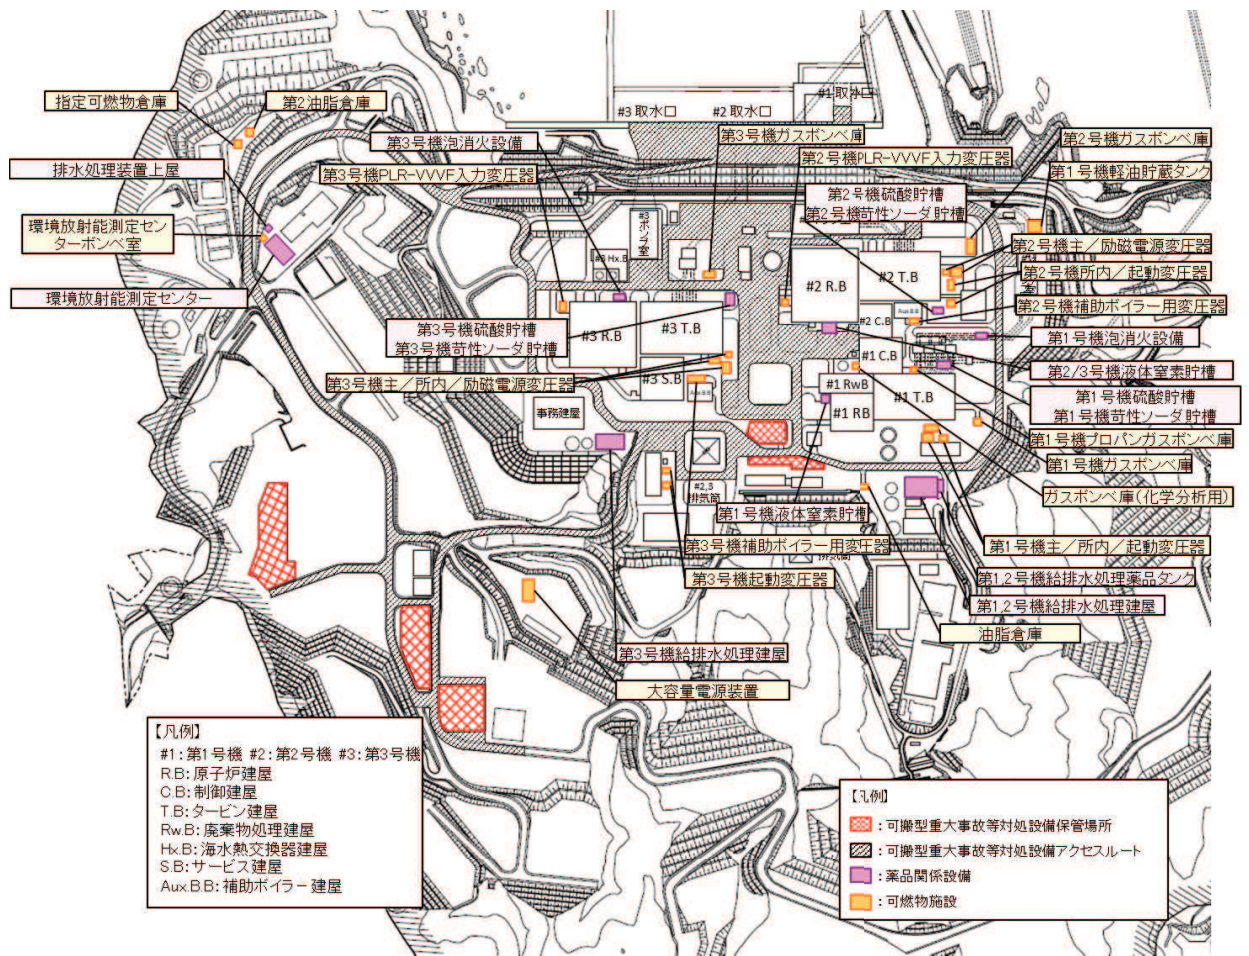 #1取水口
#3 取水口
#2 取水口
指定可燃物倉庫
第2油脂倉庫
第3号機泡消火設備
第3号機ガスボンベ庫
第2号機ガスボンベ庫
排水処理装置上屋
第3号機PLR-VVVF入力変圧器
第2号機PLR-VVVF入力変圧器
第1号機軽油貯蔵タンク
第2号機硫酸貯槽
第2号機苛性ソーダ貯槽
環境放射能測定セン
ターボンベ室
#3
ポンプ
室
#3 Hx.B
第2号機主／励磁電源変圧器
#2 T.B
#2 R.B
第2号機所内／起動変圧器
環境放射能測定センター
第2号機補助ボイラー用変圧器
Aux.B.B
#2 C.B
第3号機硫酸貯槽
第3号機苛性ソーダ貯槽
#3 R.B
#3 T.B
第1号機泡消火設備
#1 C.B
第2/3号機液体窒素貯槽
第3号機主／所内／励磁電源変圧器
#3 S.B
Aux.B.B
#1 RwB
#1 T.B
#1 RB
第1号機硫酸貯槽
第1号機苛性ソーダ貯槽
事務建屋
第1号機プロパンガスボンベ庫
第1号機ガスボンベ庫
#2,3
排気筒
ガスボンベ庫(化学分析用)
第1号機液体窒素貯槽
第3号機補助ボイラー用変圧器
第1号機主／所内／起動変圧器
排気筒
第3号機起動変圧器
第1,2号機給排水処理薬品タンク
第1,2号機給排水処理建屋
油脂倉庫
第3号機給排水処理建屋
大容量電源装置
【凡例】
#1:第1号機 #2:第2号機 #3:第3号機
R.B:原子炉建屋
C.B:制御建屋
T.B:タービン建屋
Rw.B:廃棄物処理建屋
Hx.B:海水熱交換器建屋
S.B:サービス建屋
Aux.B.B:補助ボイラー建屋
【凡例】
:可搬型重大事故等対処設備保管場所
:可搬型重大事故等対処設備アクセスルート
:薬品関係設備
:可燃物施設